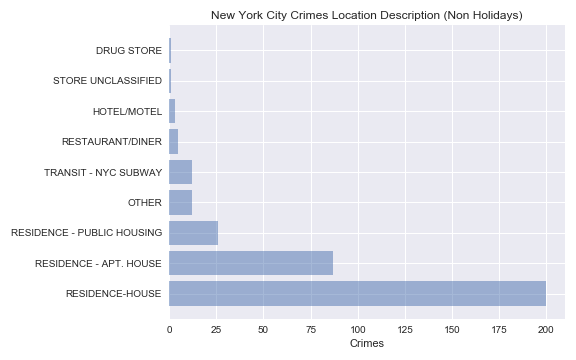 New York City Crimes Location Description (Non Holidays)
DRUG STORE
STORE UNCLASSIFIED
HOTEL/MOTEL
RESTAURANT/DINER
TRANSIT - NYC SUBWAY
OTHER
RESIDENCE - PUBLIC HOUSING
RESIDENCE - APT. HOUSE
RESIDENCE-HOUSE
0 25 50 75 100 125 150 175 200
Crimes